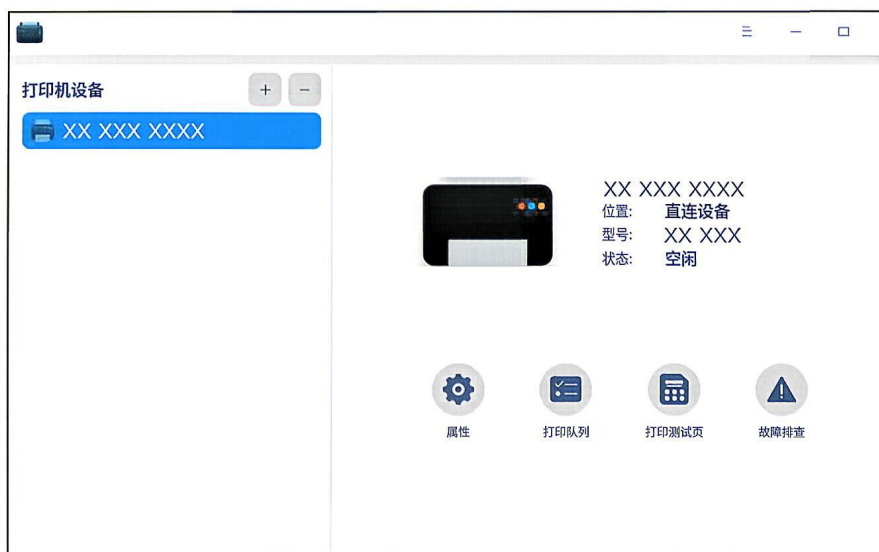 打印机设备
XX XXX XXXX
XX XXX XXXX
位置: 直连设备
型号: XX XXX
状态: 空闲
属性
打印队列
打印测试页
故障排查